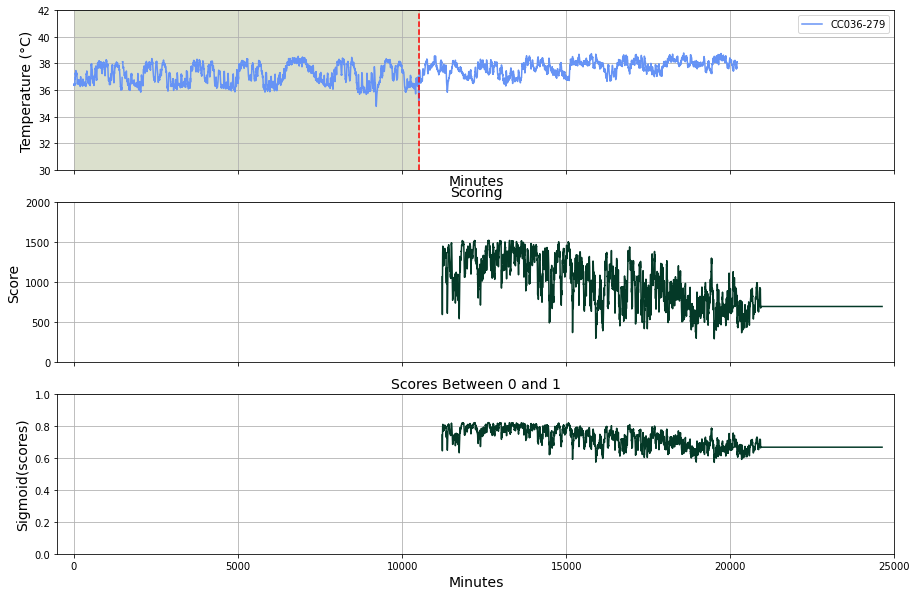 42
40
38
36
34
32
30
Temperature (°C)
CC036-279
Minutes
Scoring
2000
1500
1000
500
0
Score
Scores Between 0 and 1
1.0
0.8
0.6
0.4
0.2
0.0
Sigmoid(scores)
0 5000 10000 15000 20000 25000
Minutes